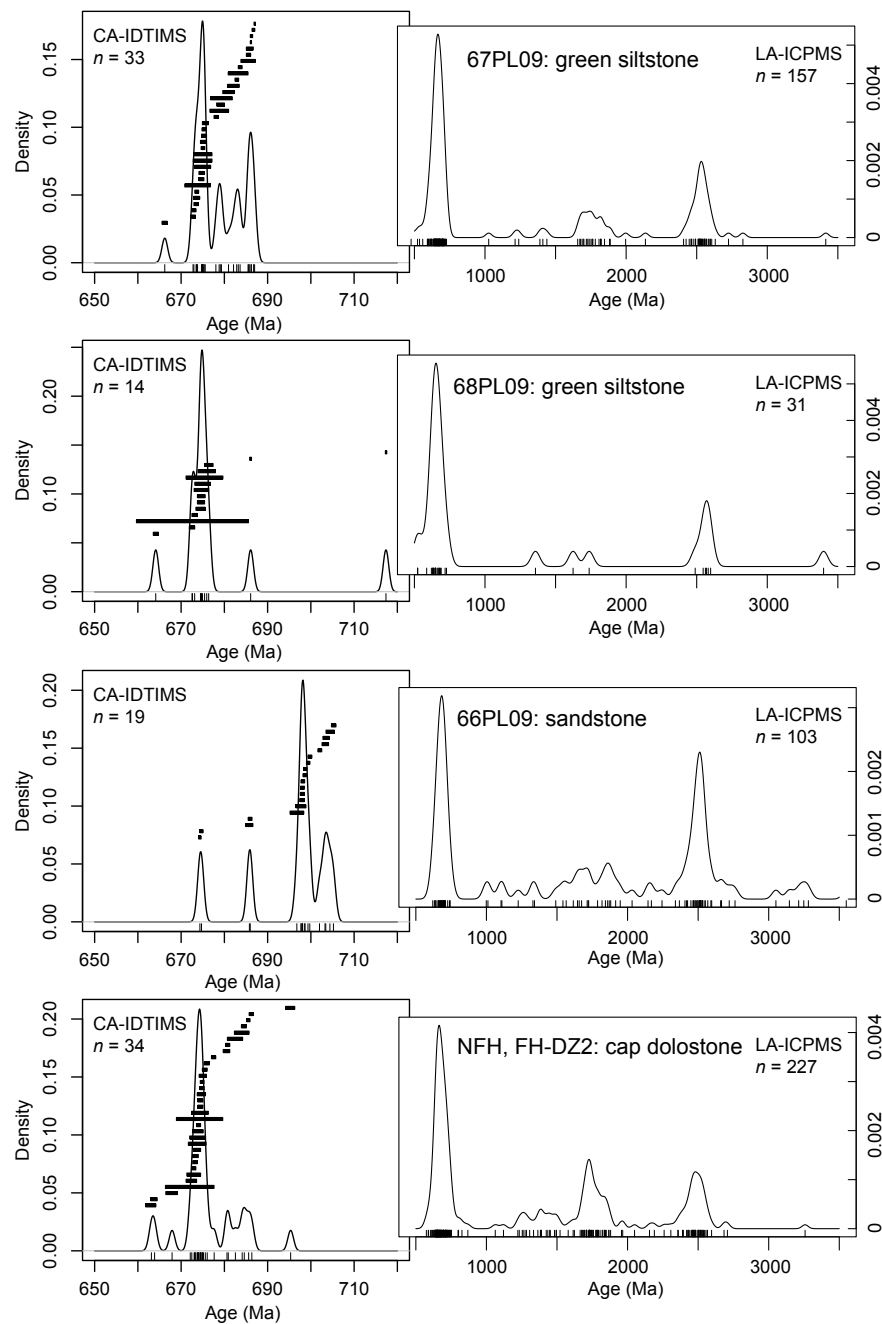 CA-IDTIMS
n = 33
Density
0.15
0.10
0.05
0.00
650 670 690 710
Age (Ma)
67PL09: green siltstone
LA-ICPMS
n = 157
0.004
0.002
0
1000 2000 3000
Age (Ma)
CA-IDTIMS
n = 14
Density
0.20
0.10
0.00
650 670 690 710
Age (Ma)
68PL09: green siltstone
LA-ICPMS
n = 31
0.004
0.002
0
1000 2000 3000
Age (Ma)
CA-IDTIMS
n = 19
Density
0.20
0.15
0.10
0.05
0.00
650 670 690 710
Age (Ma)
66PL09: sandstone
LA-ICPMS
n = 103
0.002
0.001
0
1000 2000 3000
Age (Ma)
CA-IDTIMS
n = 34
Density
0.20
0.15
0.10
0.05
0.00
650 670 690 710
Age (Ma)
NFH, FH-DZ2: cap dolostone
LA-ICPMS
n = 227
0.004
0.002
0
1000 2000 3000
Age (Ma)